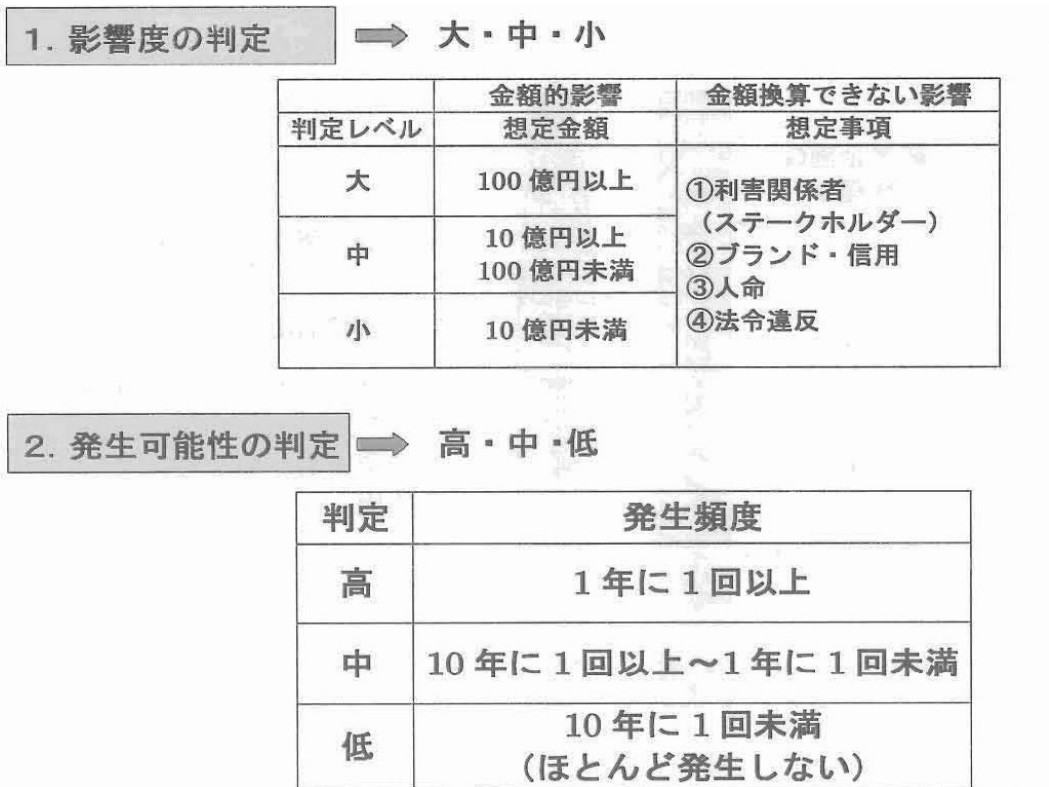 1. 影響度の判定 ⇒ 大・中・小
金額的影響 金額換算できない影響
判定レベル 想定金額 想定事項
大 100 億円以上
①利害関係者
（ステークホルダー）
中 10 億円以上
100 億円未満
②ブランド・信用
③人命
小 10 億円未満
④法令違反
2. 発生可能性の判定 ⇒ 高・中・低
判定 発生頻度
高 1 年に 1 回以上
中 10 年に 1 回以上～1 年に 1 回未満
低 10 年に 1 回未満
（ほとんど発生しない）